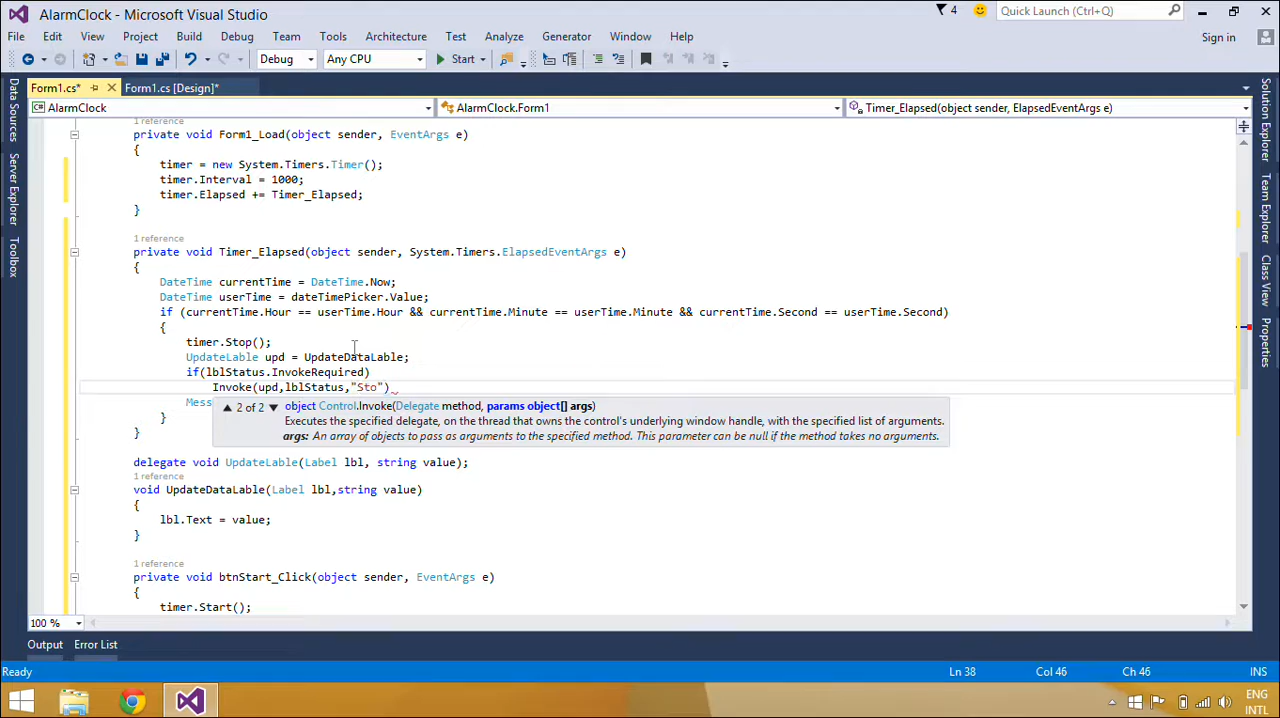 AlarmClock - Microsoft Visual Studio
4
Quick Launch (Ctrl+Q)
File Edit View Project Build Debug Team Tools Architecture Test Analyze Generator Window Help
Sign in
Debug Any CPU Start
Form1.cs* Form1.cs [Design]*
AlarmClock AlarmClock.Form1 Timer_Elapsed(object sender, ElapsedEventArgs e)
Data Sources
Server Explorer
Toolbox
Solution Explorer
Team Explorer
Class View
Properties
1 reference
private void Form1_Load(object sender, EventArgs e)
{
timer = new System.Timers.Timer();
timer.Interval = 1000;
timer.Elapsed += Timer_Elapsed;
}
1 reference
private void Timer_Elapsed(object sender, System.Timers.ElapsedEventArgs e)
{
DateTime currentTime = DateTime.Now;
DateTime userTime = dateTimePicker.Value;
if (currentTime.Hour == userTime.Hour && currentTime.Minute == userTime.Minute && currentTime.Second == userTime.Second)
{
timer.Stop();
UpdateLable upd = UpdateDataLable;
if(lblStatus.InvokeRequired)
Invoke(upd,lblStatus,"Sto")
Mess
2 of 2 object Control.Invoke(Delegate method, params object[] args)
Executes the specified delegate, on the thread that owns the control's underlying window handle, with the specified list of arguments.
args: An array of objects to pass as arguments to the specified method. This parameter can be null if the method takes no arguments.
}
}
delegate void UpdateLable(Label lbl, string value);
1 reference
void UpdateDataLable(Label lbl,string value)
{
lbl.Text = value;
}
1 reference
private void btnStart_Click(object sender, EventArgs e)
{
timer.Start();
100 %
Output Error List
Ready Ln 38 Col 46 Ch 46 INS
ENG
INTL